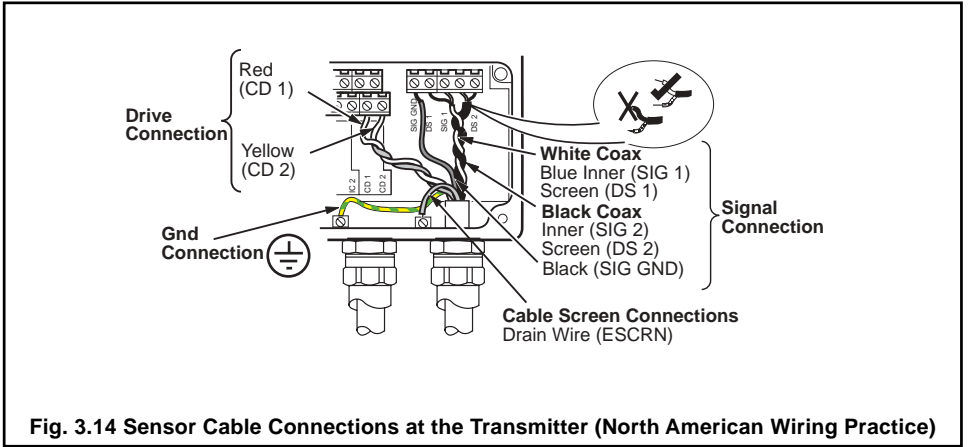 Red
(CD 1)
Drive
Connection
Yellow
(CD 2)
IC 2
CD 1
CD 2
SIG GND
DS 1
SIG 1
DS 2
White Coax
Blue Inner (SIG 1)
Screen (DS 1)
Black Coax
Inner (SIG 2)
Screen (DS 2)
Black (SIG GND)
Signal
Connection
Gnd
Connection
Cable Screen Connections
Drain Wire (ESCRN)
Fig. 3.14 Sensor Cable Connections at the Transmitter (North American Wiring Practice)